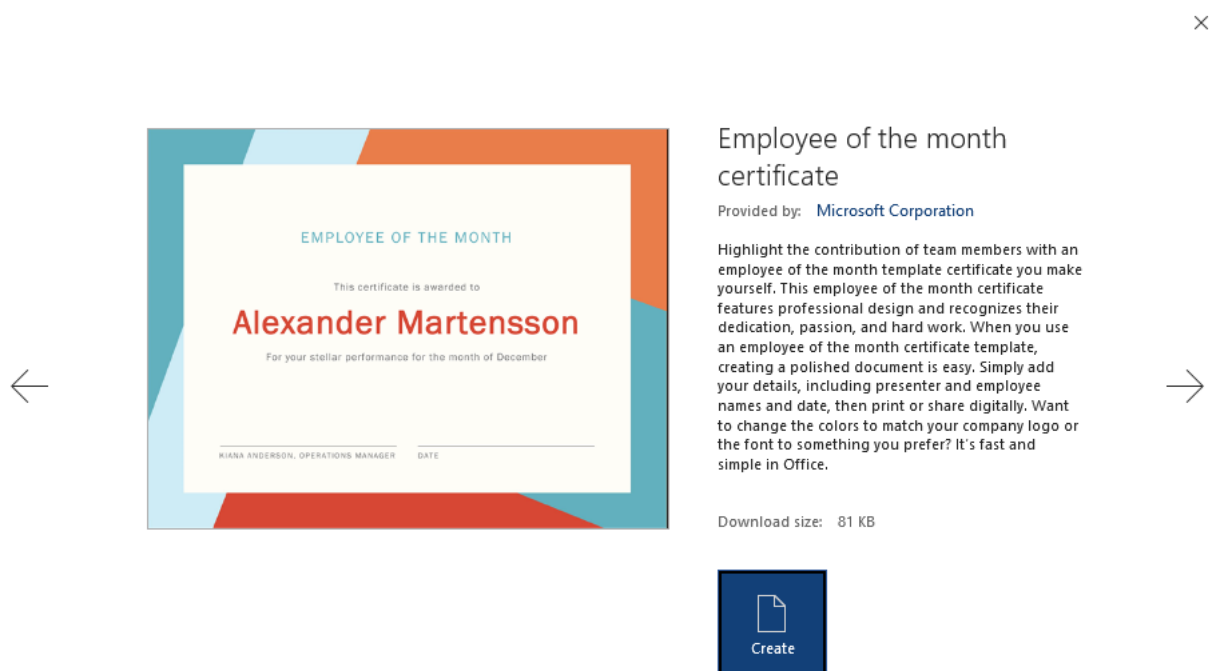 EMPLOYEE OF THE MONTH
This certificate is awarded to
Alexander Martensson
For your stellar performance for the month of December
KIANA ANDERSON, OPERATIONS MANAGER
DATE
Employee of the month
certificate
Provided by: Microsoft Corporation
Highlight the contribution of team members with an
employee of the month template certificate you make
yourself. This employee of the month certificate
features professional design and recognizes their
dedication, passion, and hard work. When you use
an employee of the month certificate template,
creating a polished document is easy. Simply add
your details, including presenter and employee
names and date, then print or share digitally. Want
to change the colors to match your company logo or
the font to something you prefer? It's fast and
simple in Office.
Download size: 81 KB
Create